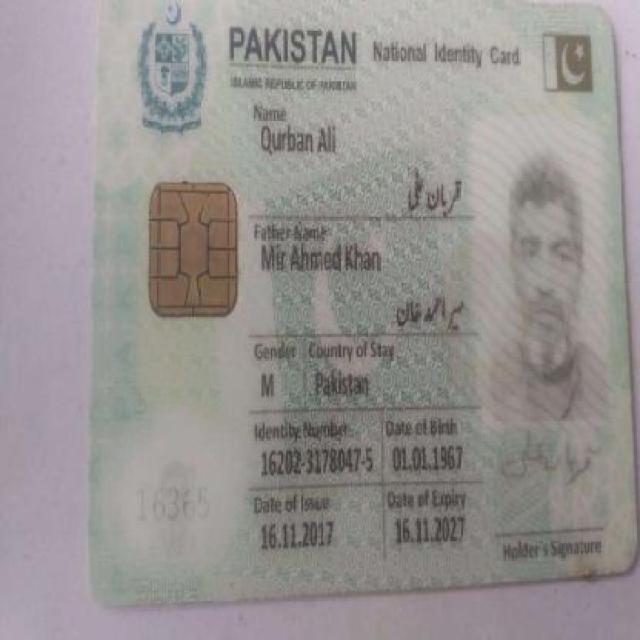 PAKISTAN National Identity Card
ISLAMIC REPUBLIC OF PAKISTAN
Name
Qurban Ali
قربان علی
Father Name
Mir Ahmed Khan
میر احمد خان
Gender Country of Stay
M Pakistan
Identity Number Date of Birth
16202-3178047-5 01.01.1967
Date of Issue Date of Expiry
16.11.2017 16.11.2027
16365
Holder's Signature